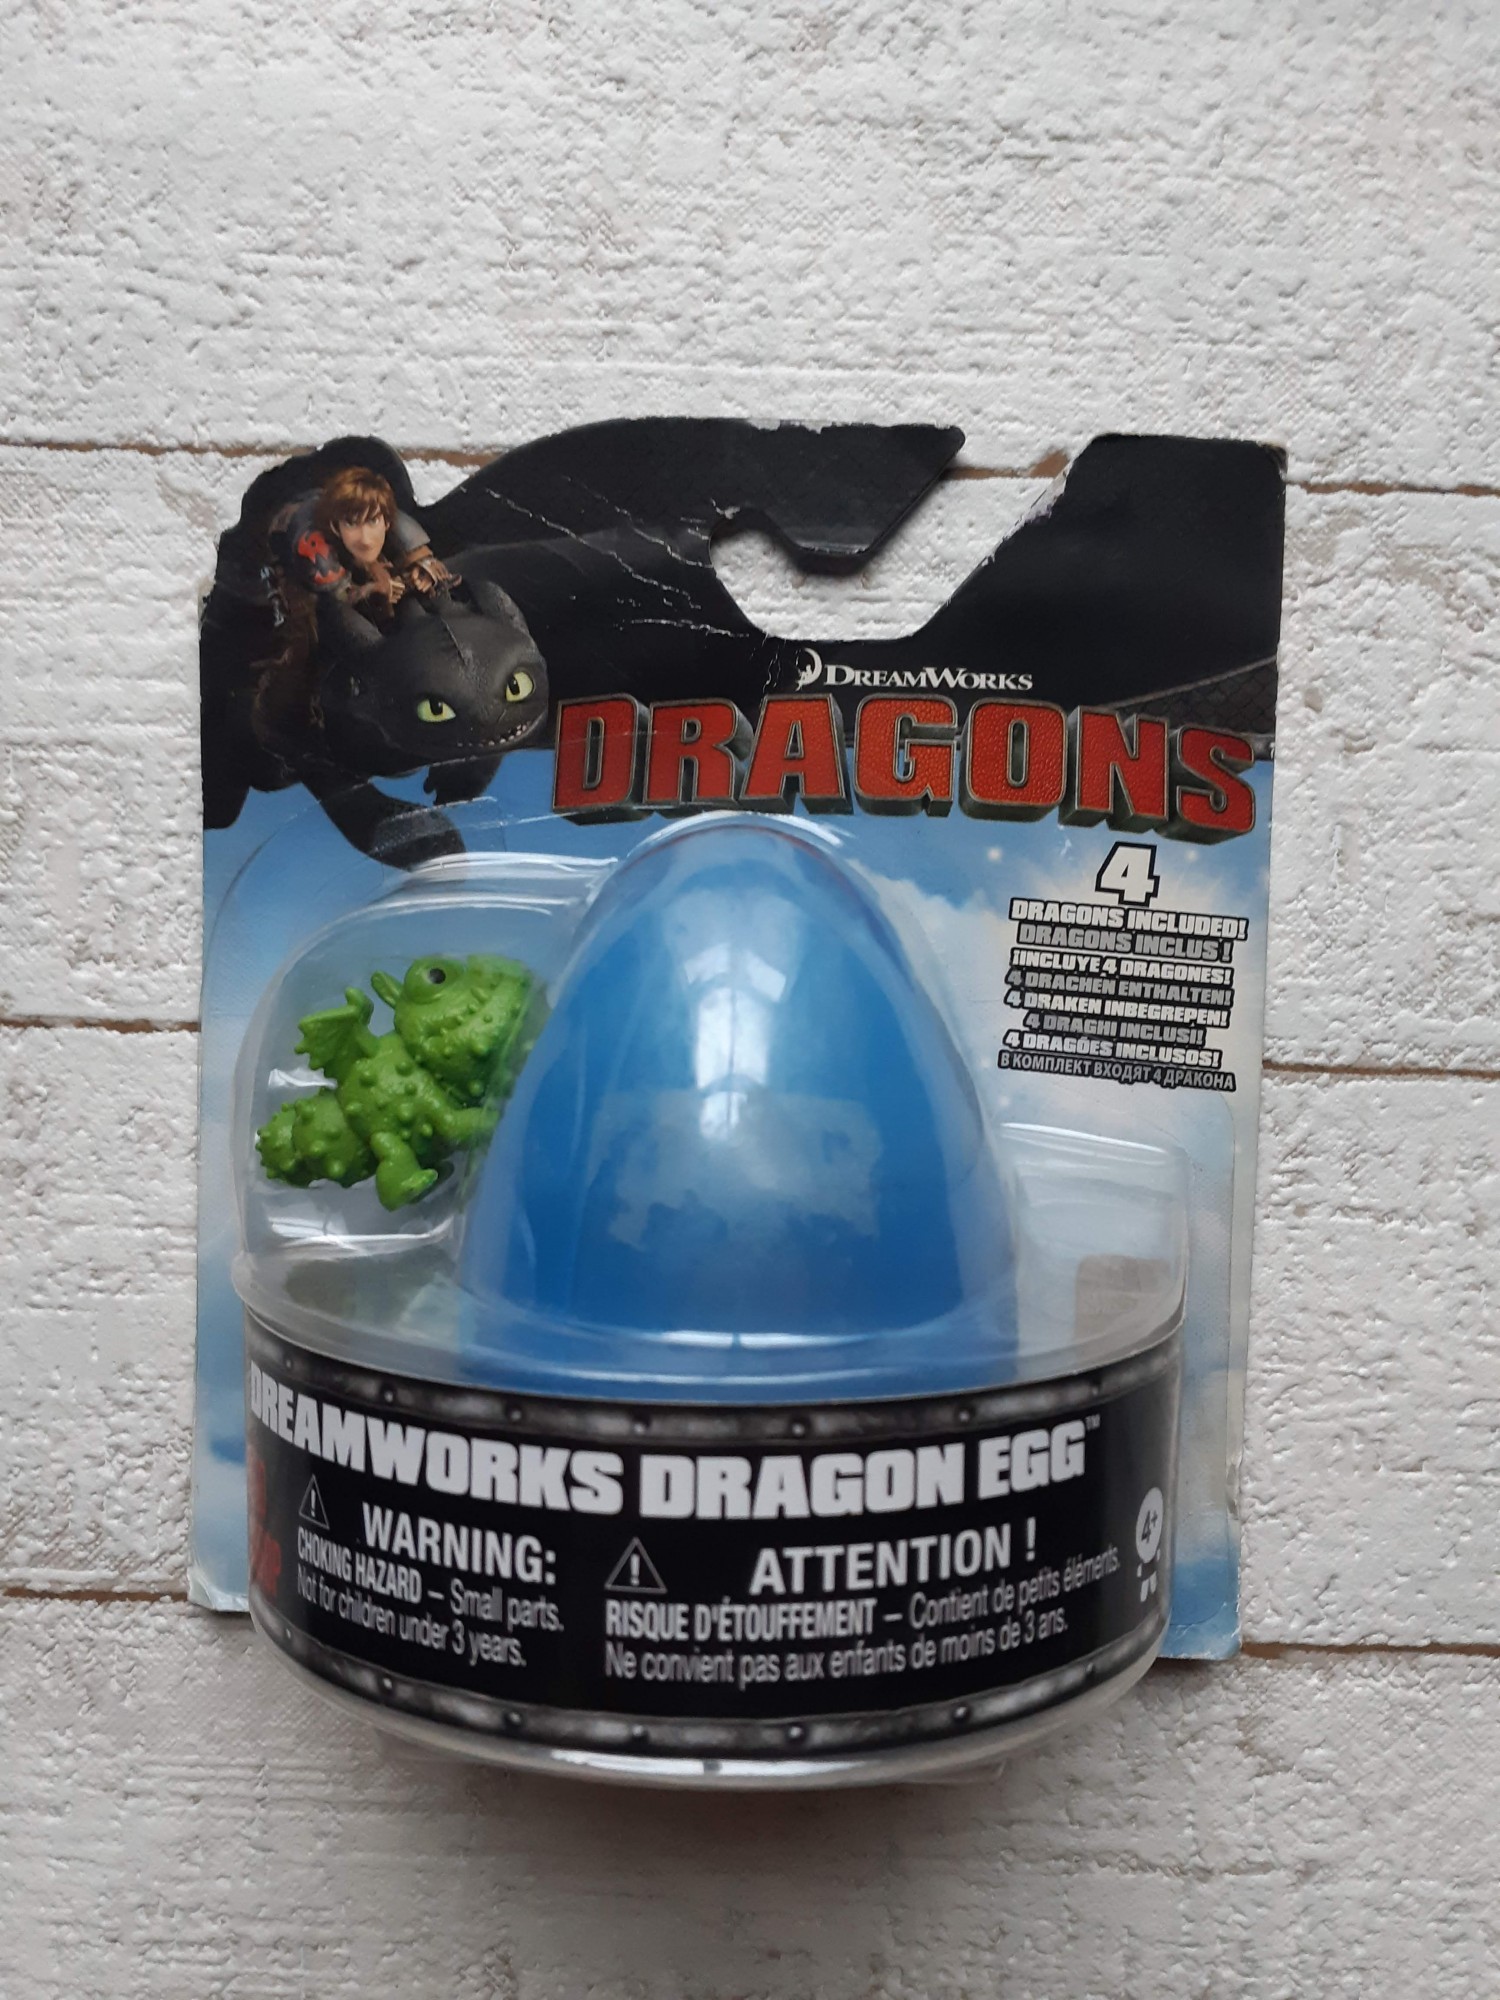 DREAMWORKS
DRAGONS
4
DRAGONS INCLUDED!
DRAGONS INCLUS !
¡INCLUYE 4 DRAGONES!
4 DRACHEN ENTHALTEN!
4 DRAKEN INBEGREPEN!
4 DRAGHI INCLUSI!
4 DRAGÕES INCLUSOS!
В КОМПЛЕКТ ВХОДЯТ 4 ДРАКОНА
DREAMWORKS DRAGON EGG™
WARNING:
CHOKING HAZARD – Small parts.
Not for children under 3 years.
ATTENTION !
RISQUE D'ÉTOUFFEMENT – Contient de petits éléments.
Ne convient pas aux enfants de moins de 3 ans.
4+